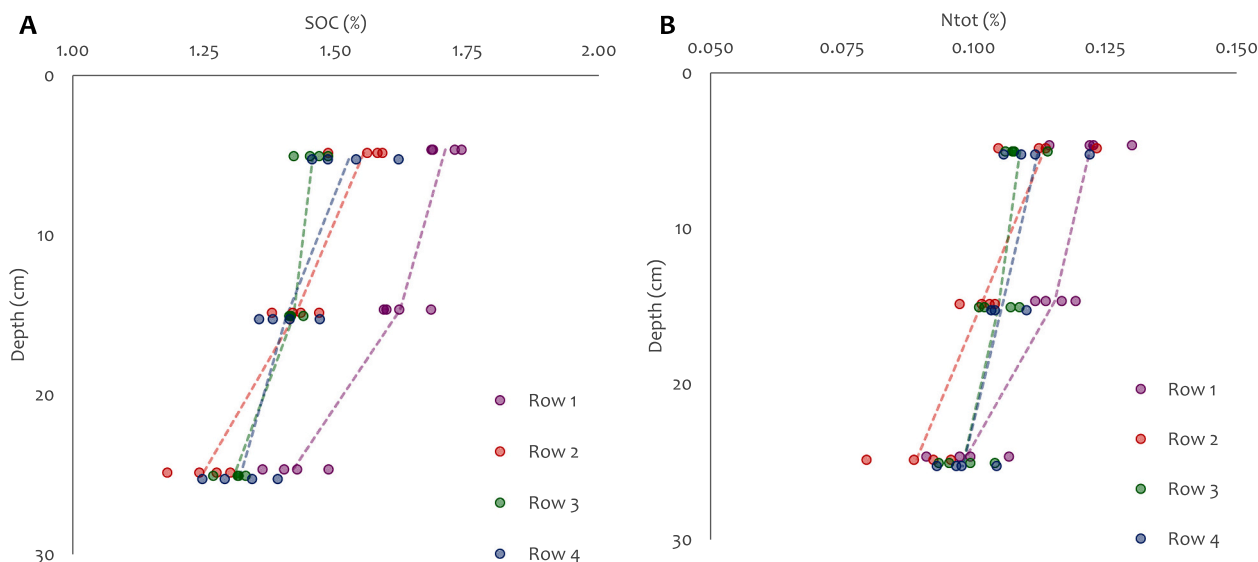 A
SOC (%)
1.00 1.25 1.50 1.75 2.00
0
10
20
30
Depth (cm)
Row 1
Row 2
Row 3
Row 4
B
Ntot (%)
0.050 0.075 0.100 0.125 0.150
0
10
20
30
Depth (cm)
Row 1
Row 2
Row 3
Row 4